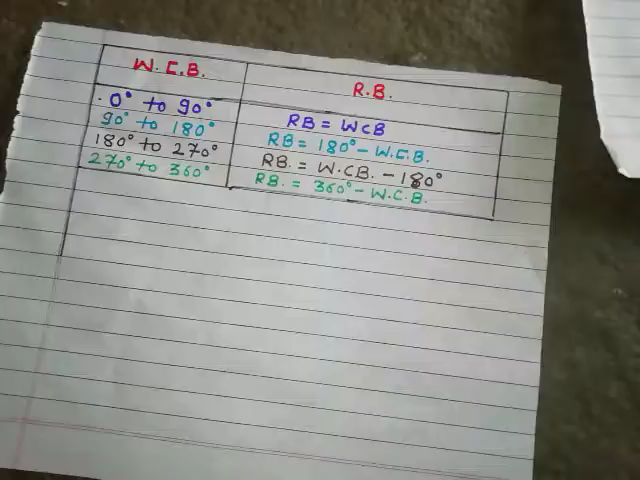 W.C.B. R.B.
0° to 90° RB = WCB
90° to 180° RB = 180° - W.C.B.
180° to 270° RB. = W.CB. - 180°
270° to 360° RB. = 360° - W.C.B.